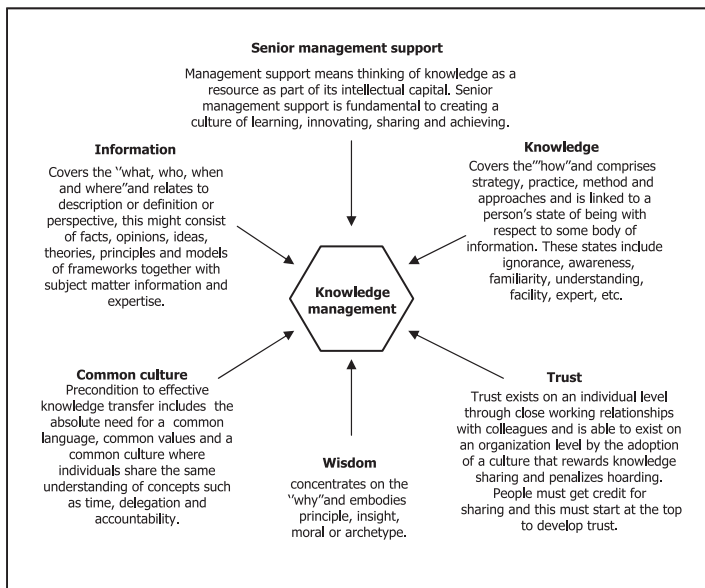 Senior management support
Management support means thinking of knowledge as a
resource as part of its intellectual capital. Senior
management support is fundamental to creating a
culture of learning, innovating, sharing and achieving.
Information
Covers the "what, who, when
and where"and relates to
description or definition or
perspective, this might consist
of facts, opinions, ideas,
theories, principles and models
of frameworks together with
subject matter information and
expertise.
Knowledge
Covers the"'how"and comprises
strategy, practice, method and
approaches and is linked to a
person's state of being with
respect to some body of
information. These states include
ignorance, awareness,
familiarity, understanding,
facility, expert, etc.
Knowledge
management
Common culture
Precondition to effective
knowledge transfer includes the
absolute need for a common
language, common values and a
common culture where
individuals share the same
understanding of concepts such
as time, delegation and
accountability.
Wisdom
concentrates on the
"why"and embodies
principle, insight,
moral or archetype.
Trust
Trust exists on an individual level
through close working relationships
with colleagues and is able to exist on
an organization level by the adoption
of a culture that rewards knowledge
sharing and penalizes hoarding.
People must get credit for
sharing and this must start at the top
to develop trust.